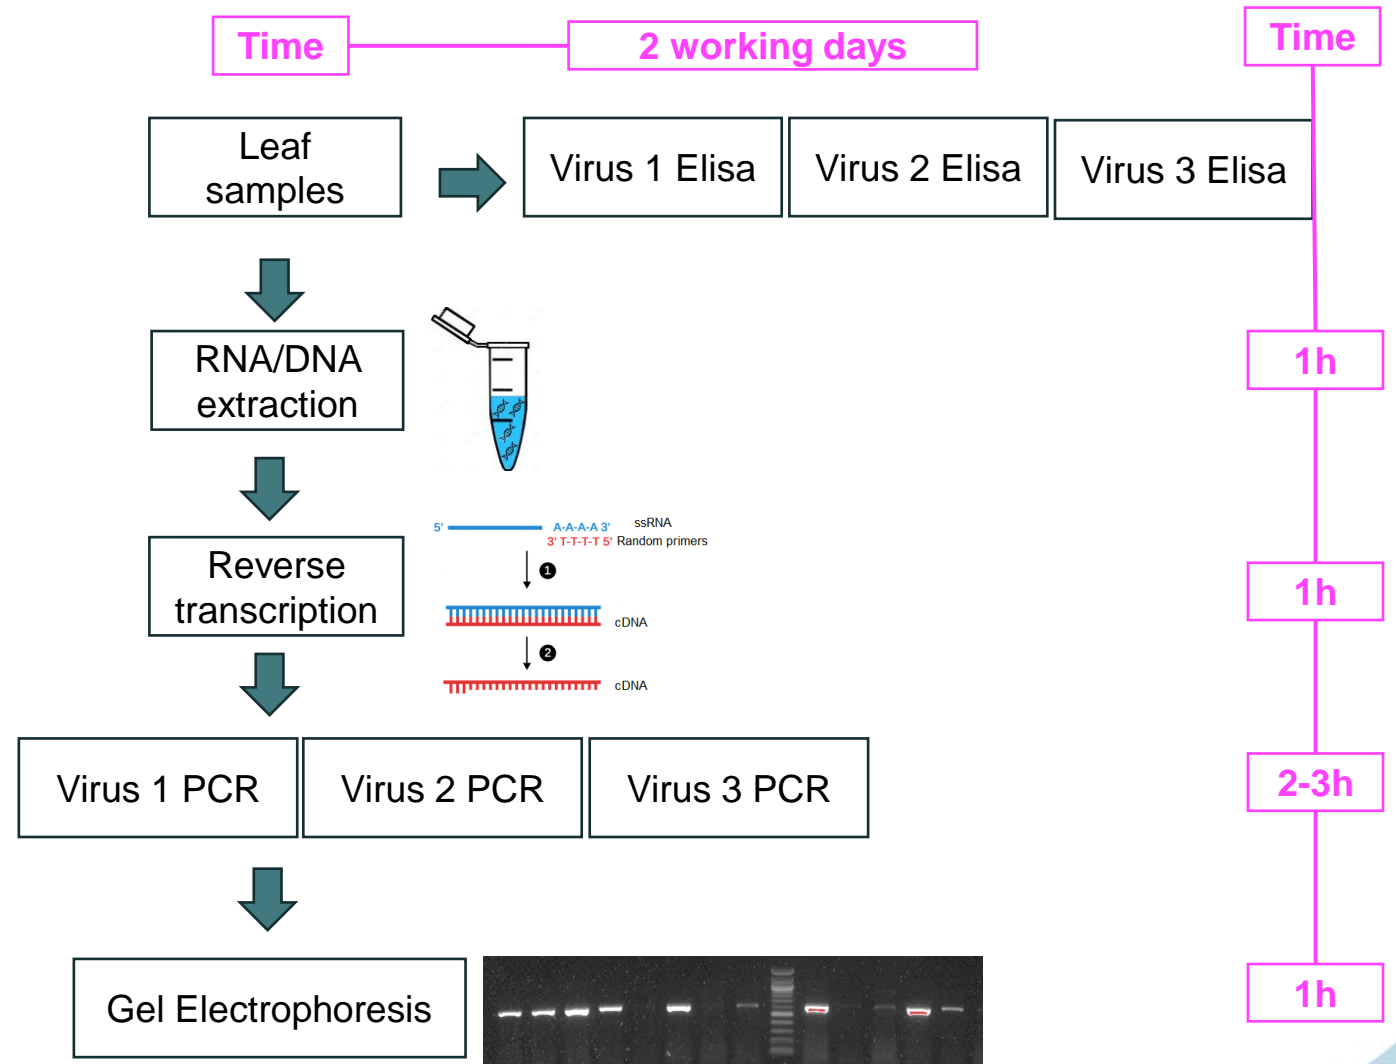 Time
2 working days
Time
Leaf
samples
Virus 1 Elisa
Virus 2 Elisa
Virus 3 Elisa
RNA/DNA
extraction
1h
5'
A-A-A-A 3'
ssRNA
3' T-T-T-T 5'
Random primers
1
cDNA
2
cDNA
Reverse
transcription
1h
Virus 1 PCR
Virus 2 PCR
Virus 3 PCR
2-3h
Gel Electrophoresis
1h